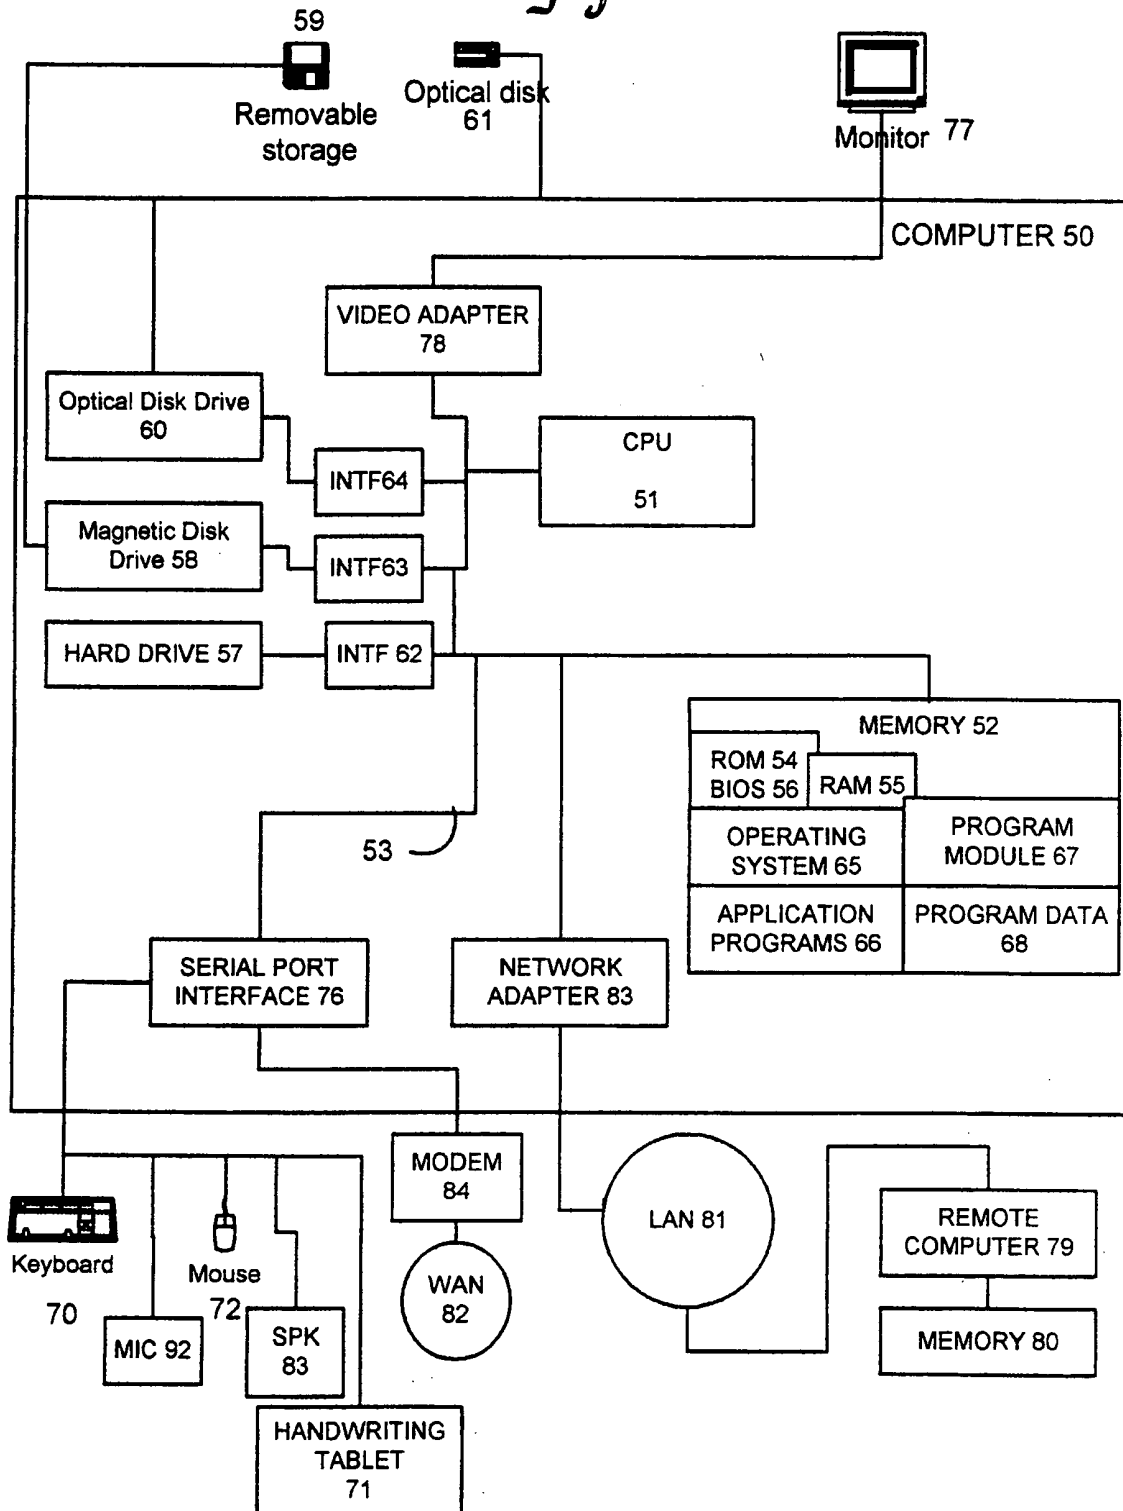 59
Removable
storage
Optical disk
61
Monitor 77
COMPUTER 50
VIDEO ADAPTER
78
Optical Disk Drive
60
CPU
51
INTF64
Magnetic Disk
Drive 58
INTF63
HARD DRIVE 57
INTF 62
MEMORY 52
ROM 54
BIOS 56
RAM 55
OPERATING
SYSTEM 65
PROGRAM
MODULE 67
53
APPLICATION
PROGRAMS 66
PROGRAM DATA
68
SERIAL PORT
INTERFACE 76
NETWORK
ADAPTER 83
MODEM
84
LAN 81
REMOTE
COMPUTER 79
Keyboard
70
Mouse
72
WAN
82
MIC 92
SPK
83
MEMORY 80
HANDWRITING
TABLET
71